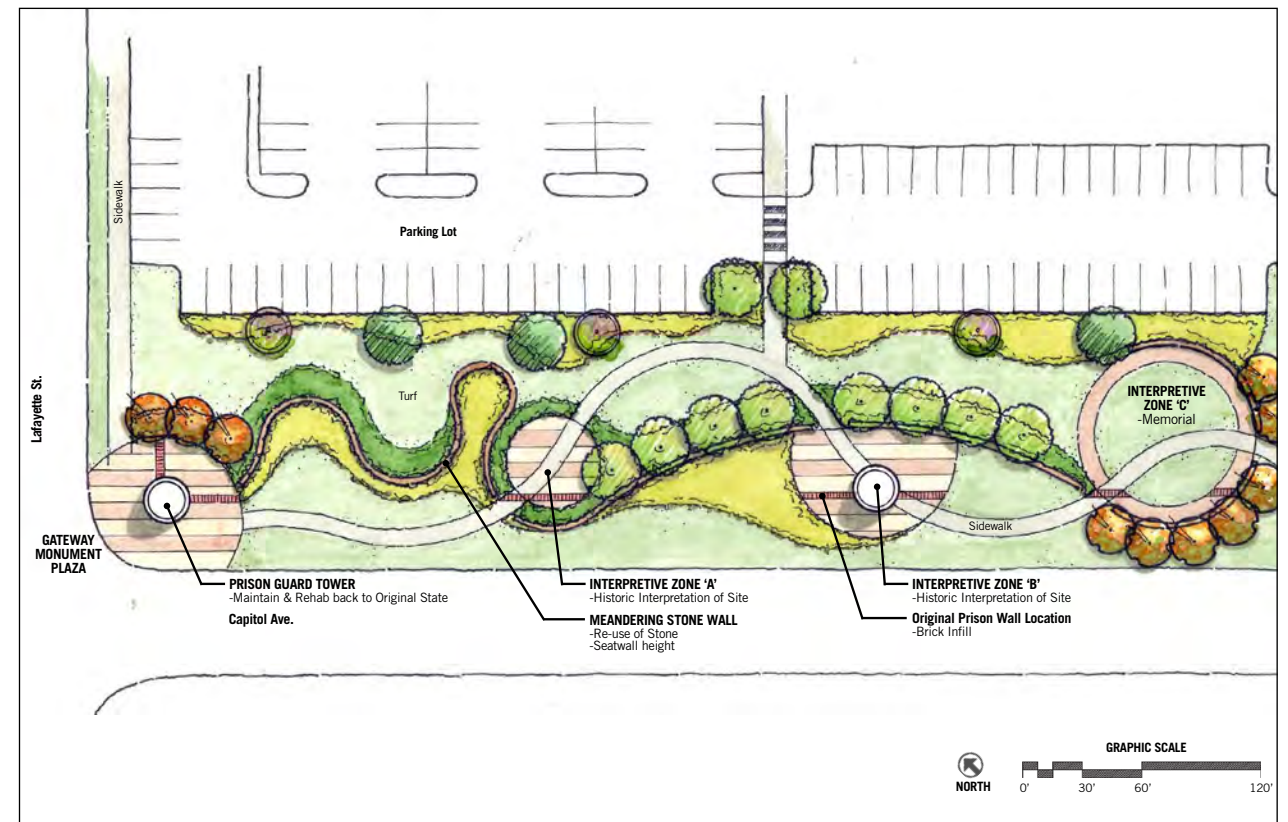 Sidewalk
Parking Lot
Lafayette St.
Turf
INTERPRETIVE
ZONE ‘C’
-Memorial
Sidewalk
GATEWAY
MONUMENT
PLAZA
PRISON GUARD TOWER
-Maintain & Rehab back to Original State
Capitol Ave.
INTERPRETIVE ZONE ‘A’
-Historic Interpretation of Site
MEANDERING STONE WALL
-Re-use of Stone
-Seatwall height
INTERPRETIVE ZONE ‘B’
-Historic Interpretation of Site
Original Prison Wall Location
-Brick Infill
NORTH
GRAPHIC SCALE
0’ 30’ 60’ 120’